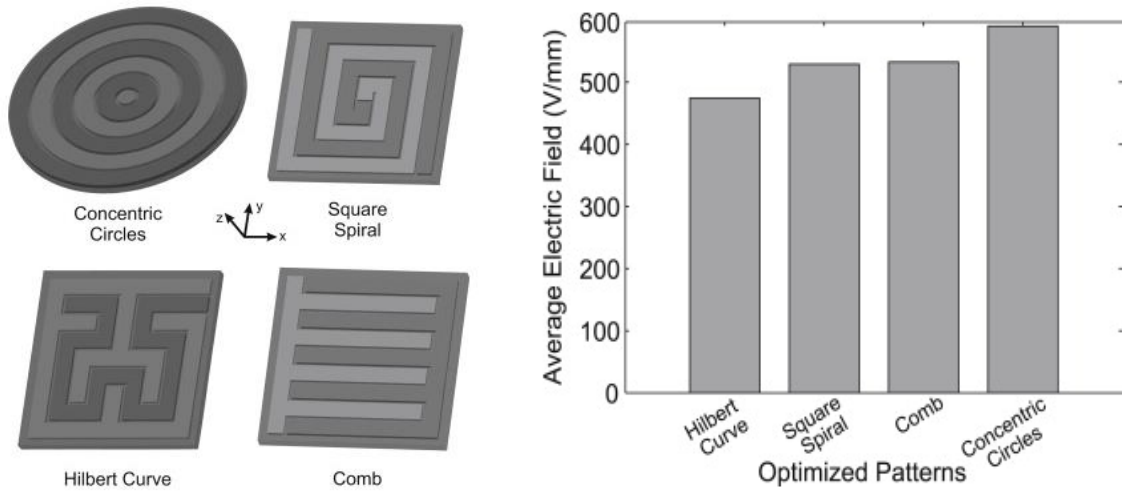 Concentric
Circles
z
y
x
Square
Spiral
Hilbert Curve
Comb
Average Electric Field (V/mm)
600
500
400
300
200
100
0
Hilbert
Curve
Square
Spiral
Comb
Concentric
Circles
Optimized Patterns